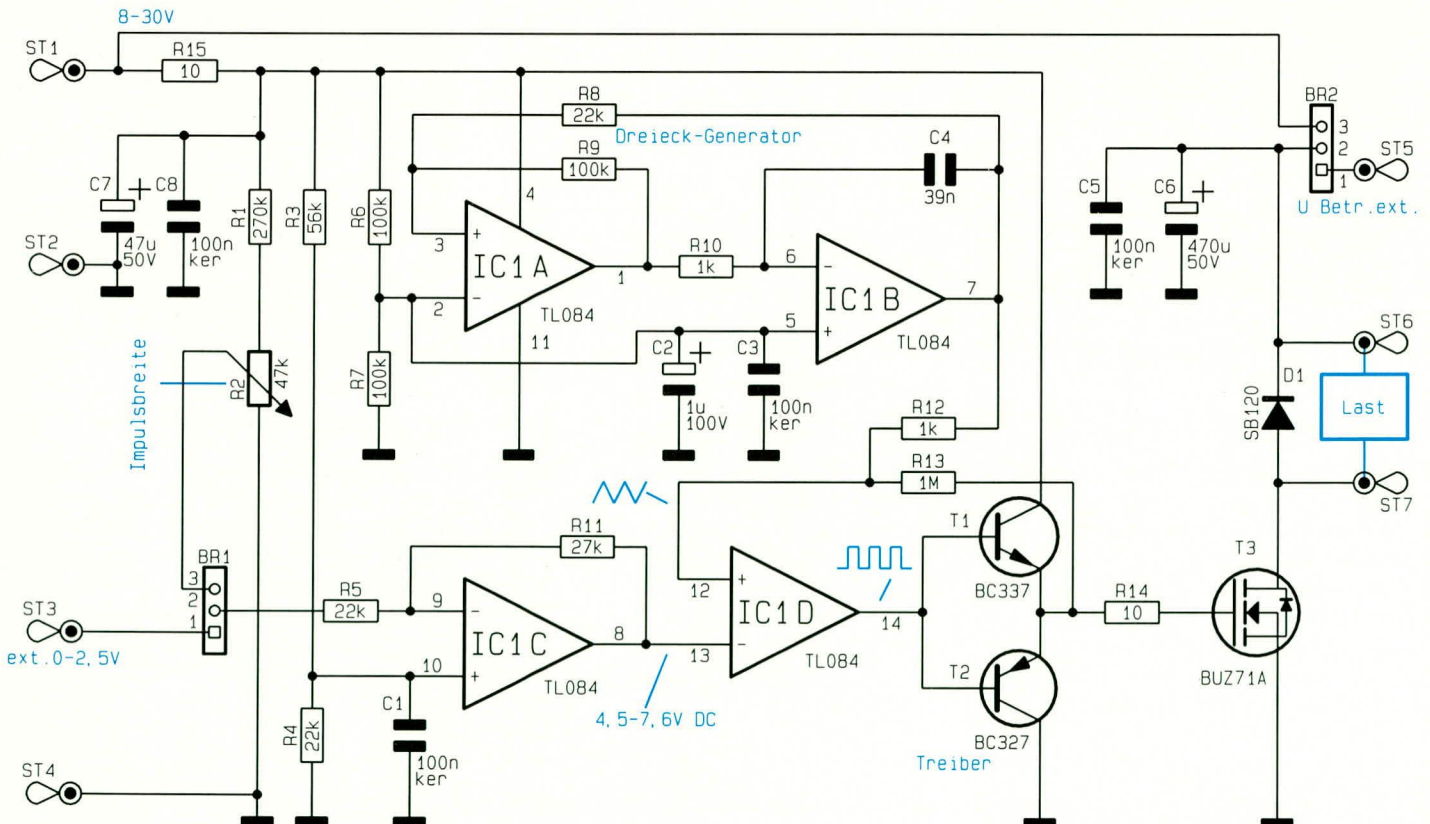 8-30V
ST1
R15
10
R8
22k
Dreieck-Generator
R9
100k
C4
39n
BR2
3
2
1
ST5
U Betr.ext.
C7
+
47u
50V
C8
100n
ker
R1
270k
R3
56k
R6
100k
4
3
+
IC1A
1
2
-
TL084
11
R10
1k
6
-
IC1B
7
5
+
TL084
C5
100n
ker
C6
+
470u
50V
ST2
Impulsbreite
R2
47k
R7
100k
C2
+
1u
100V
C3
100n
ker
ST6
D1
SB120
Last
ST7
R12
1k
R13
1M
R11
27k
T1
BC337
T3
BUZ71A
BR1
3
2
1
ST3
ext.0-2,5V
R5
22k
9
-
IC1C
8
10
+
TL084
12
+
IC1D
14
13
-
TL084
R14
10
T2
BC327
4,5-7,6V DC
Treiber
R4
22k
C1
100n
ker
ST4